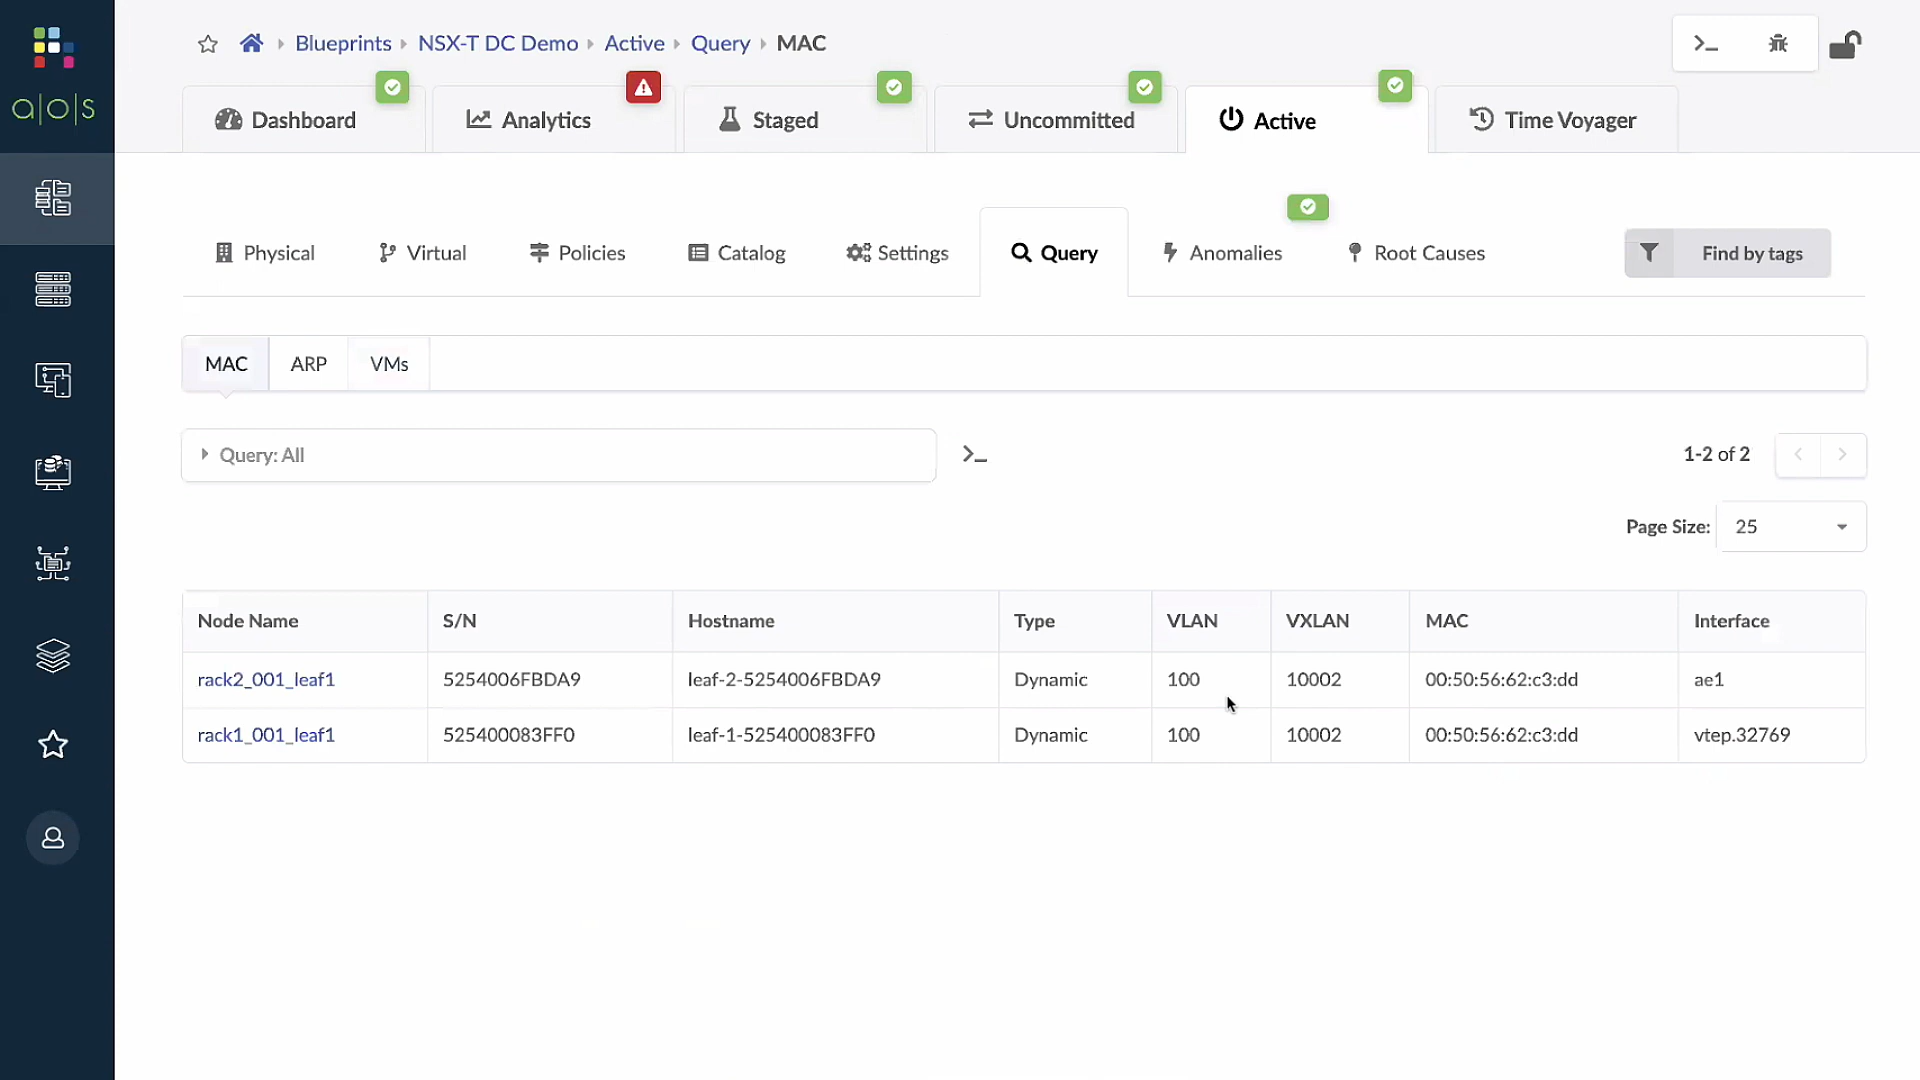 a|o|s
Blueprints NSX-T DC Demo Active Query MAC
Dashboard Analytics Staged Uncommitted Active Time Voyager
Physical Virtual Policies Catalog Settings Query Anomalies Root Causes Find by tags
MAC ARP VMs
Query: All 1-2 of 2
Page Size: 25
Node Name S/N Hostname Type VLAN VXLAN MAC Interface
rack2_001_leaf1 5254006FBDA9 leaf-2-5254006FBDA9 Dynamic 100 10002 00:50:56:62:c3:dd ae1
rack1_001_leaf1 525400083FF0 leaf-1-525400083FF0 Dynamic 100 10002 00:50:56:62:c3:dd vtep.32769